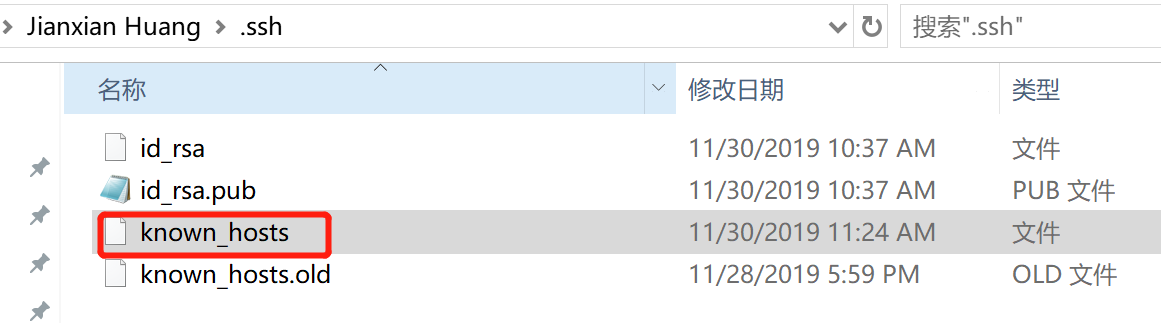 Jianxian Huang .ssh 搜索".ssh"
名称 修改日期 类型
id_rsa 11/30/2019 10:37 AM 文件
id_rsa.pub 11/30/2019 10:37 AM PUB 文件
known_hosts 11/30/2019 11:24 AM 文件
known_hosts.old 11/28/2019 5:59 PM OLD 文件